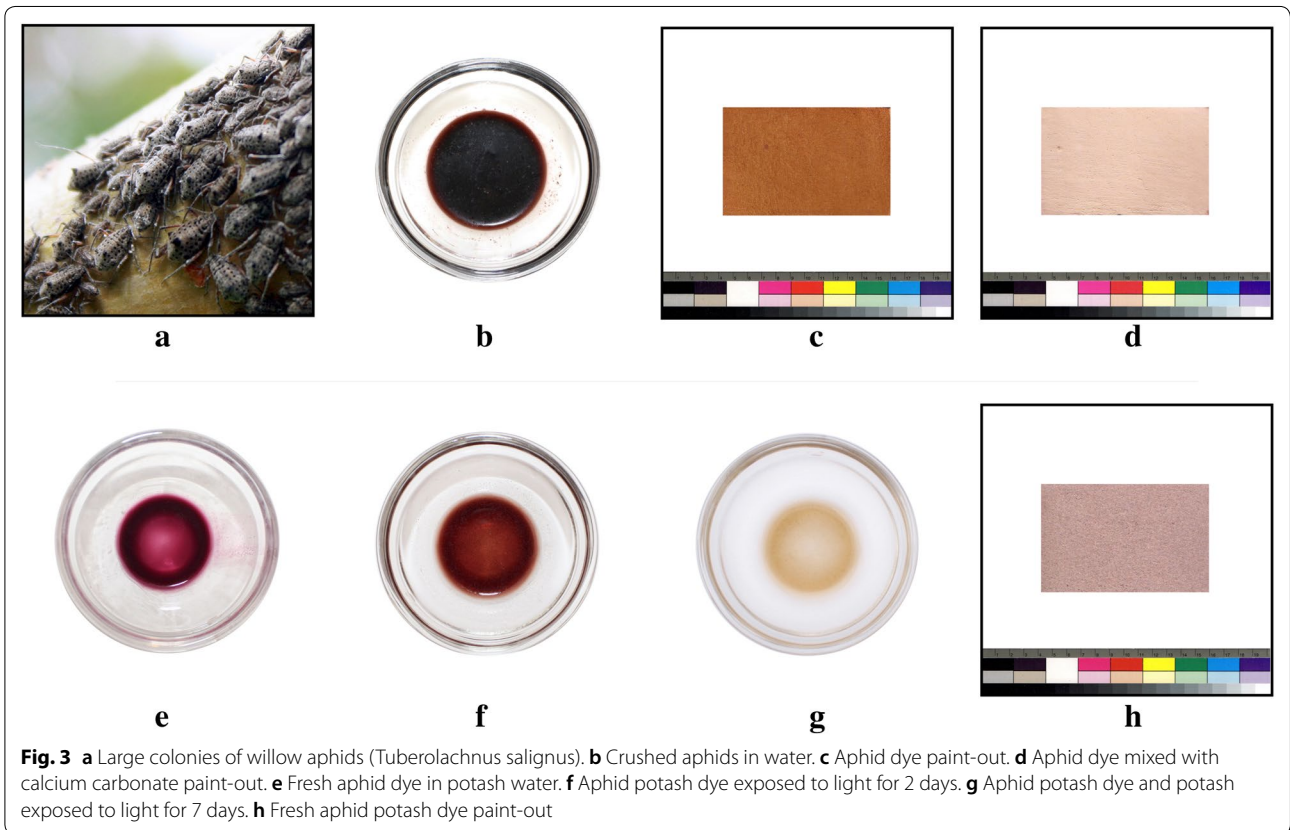 a
b
c
d
e
f
g
h
Fig. 3 a Large colonies of willow aphids (Tuberolachnus salignus). b Crushed aphids in water. c Aphid dye paint-out. d Aphid dye mixed with
calcium carbonate paint-out. e Fresh aphid dye in potash water. f Aphid potash dye exposed to light for 2 days. g Aphid potash dye and potash
exposed to light for 7 days. h Fresh aphid potash dye paint-out